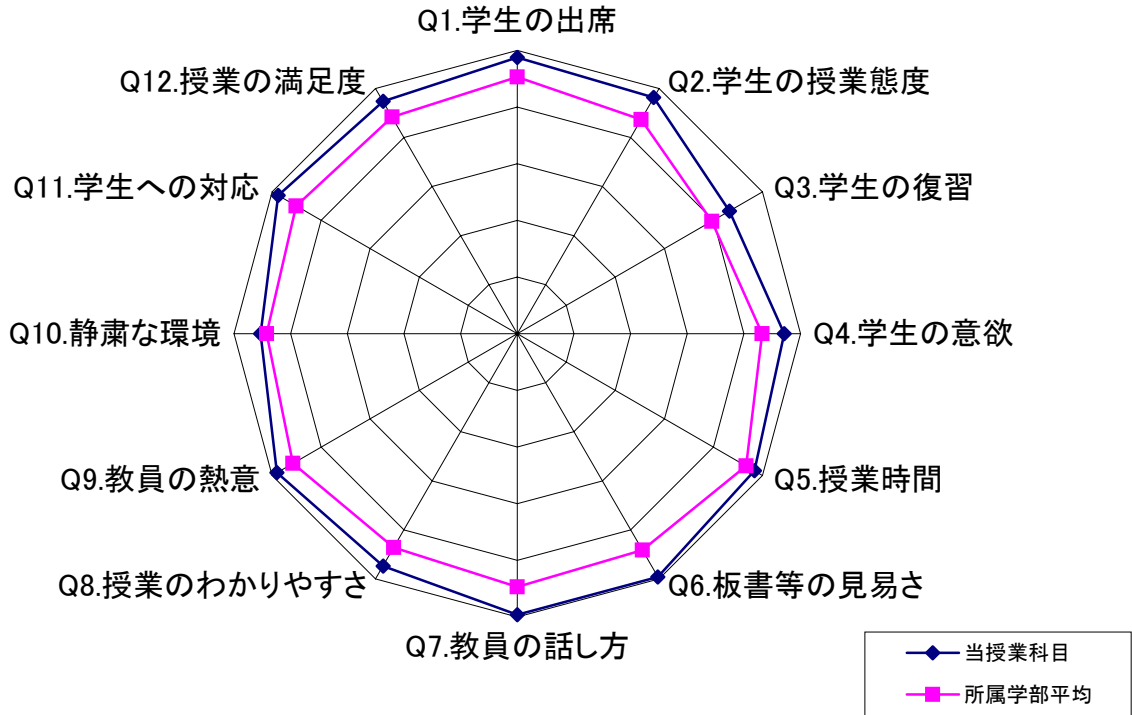 Q1.学生の出席
Q2.学生の授業態度
Q3.学生の復習
Q4.学生の意欲
Q5.授業時間
Q6.板書等の見易さ
Q7.教員の話し方
Q8.授業のわかりやすさ
Q9.教員の熱意
Q10.静粛な環境
Q11.学生への対応
Q12.授業の満足度
当授業科目
所属学部平均